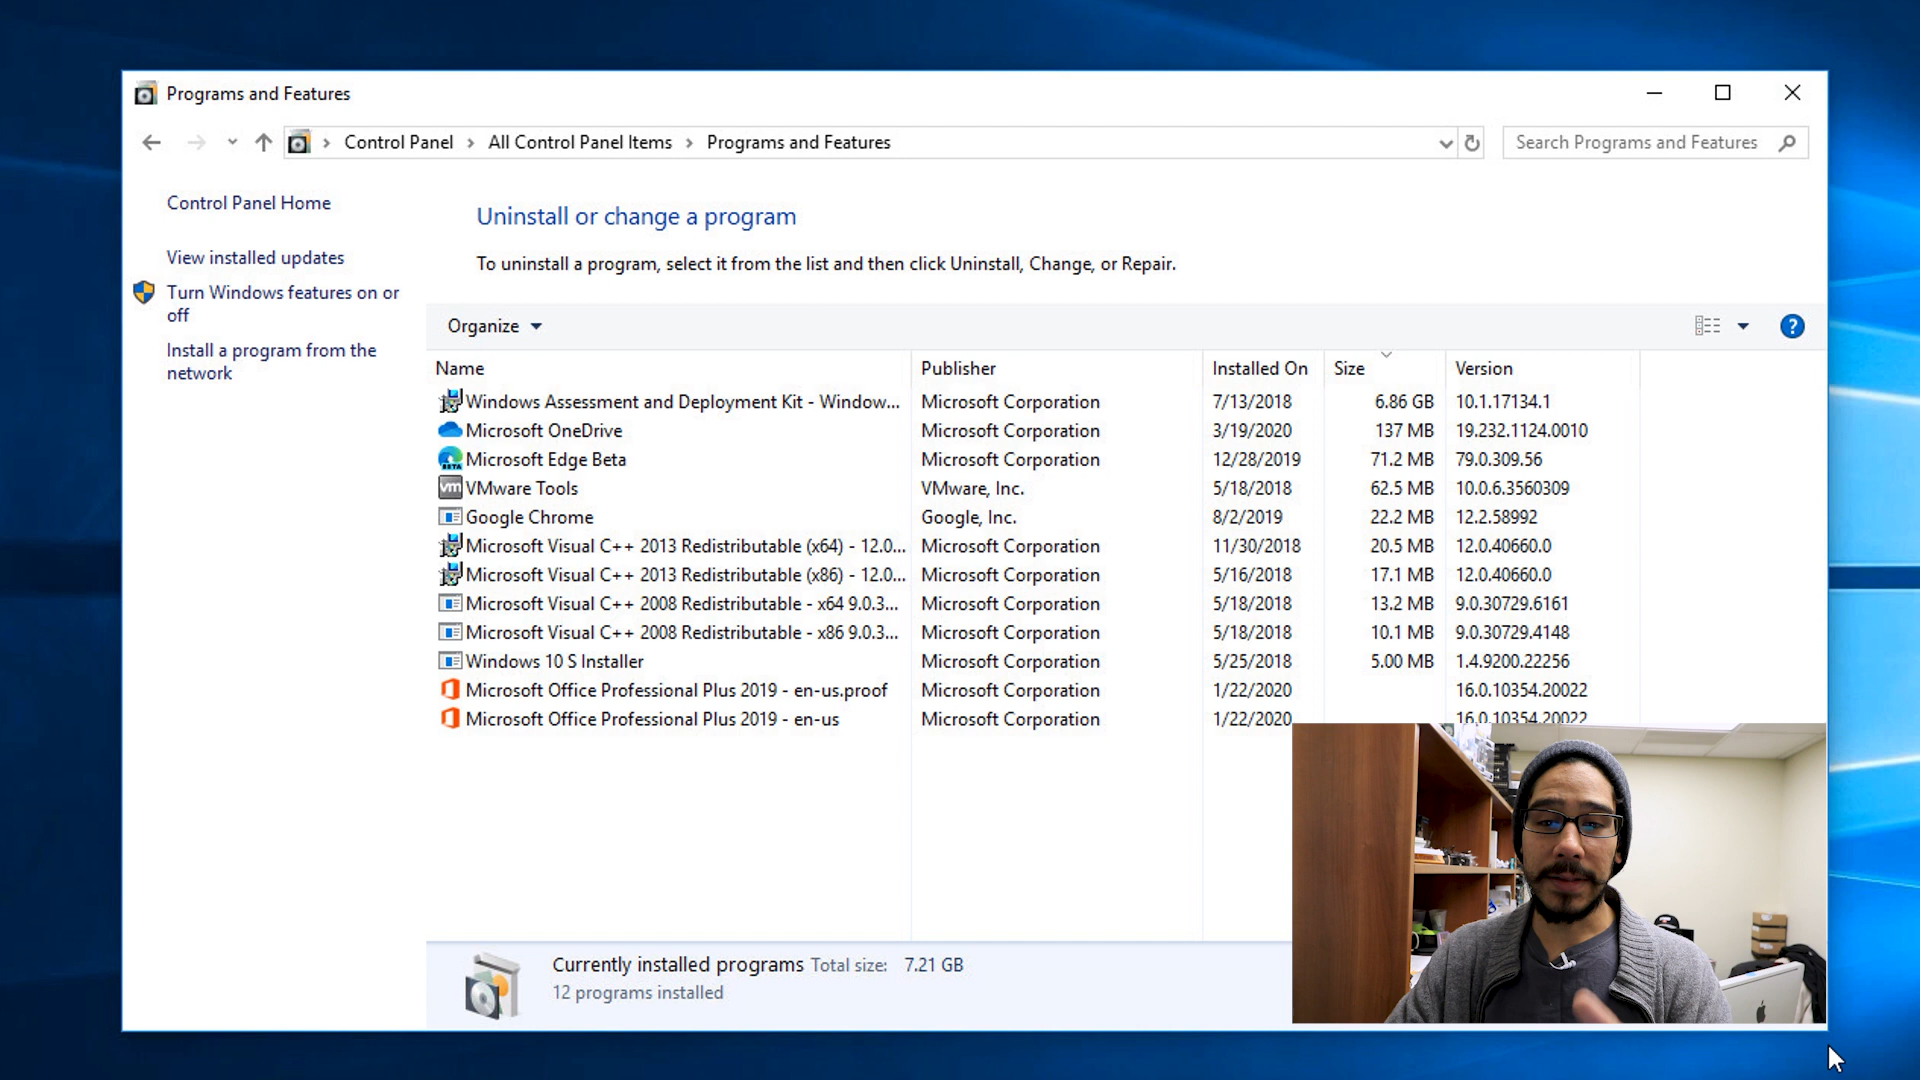 Programs and Features
Control Panel > All Control Panel Items > Programs and Features
Search Programs and Features
Control Panel Home
View installed updates
Turn Windows features on or
off
Install a program from the
network
Uninstall or change a program
To uninstall a program, select it from the list and then click Uninstall, Change, or Repair.
Organize
?
Name Publisher Installed On Size Version
Windows Assessment and Deployment Kit - Window... Microsoft Corporation 7/13/2018 6.86 GB 10.1.17134.1
Microsoft OneDrive Microsoft Corporation 3/19/2020 137 MB 19.232.1124.0010
BETA Microsoft Edge Beta Microsoft Corporation 12/28/2019 71.2 MB 79.0.309.56
vm VMware Tools VMware, Inc. 5/18/2018 62.5 MB 10.0.6.3560309
Google Chrome Google, Inc. 8/2/2019 22.2 MB 12.2.58992
Microsoft Visual C++ 2013 Redistributable (x64) - 12.0... Microsoft Corporation 11/30/2018 20.5 MB 12.0.40660.0
Microsoft Visual C++ 2013 Redistributable (x86) - 12.0... Microsoft Corporation 5/16/2018 17.1 MB 12.0.40660.0
Microsoft Visual C++ 2008 Redistributable - x64 9.0.3... Microsoft Corporation 5/18/2018 13.2 MB 9.0.30729.6161
Microsoft Visual C++ 2008 Redistributable - x86 9.0.3... Microsoft Corporation 5/18/2018 10.1 MB 9.0.30729.4148
Windows 10 S Installer Microsoft Corporation 5/25/2018 5.00 MB 1.4.9200.22256
Microsoft Office Professional Plus 2019 - en-us.proof Microsoft Corporation 1/22/2020 16.0.10354.20022
Microsoft Office Professional Plus 2019 - en-us Microsoft Corporation 1/22/2020 16.0.10354.20022
Currently installed programs Total size: 7.21 GB
12 programs installed